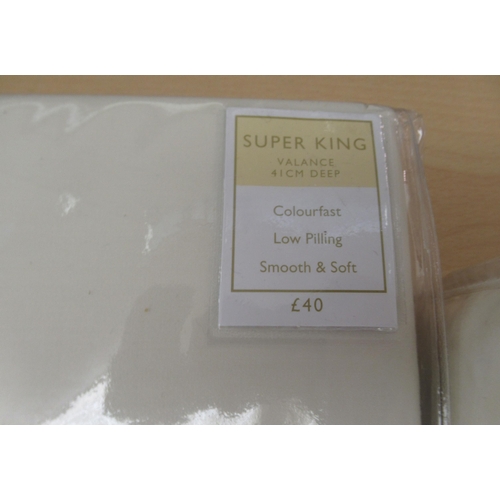 SUPER KING
VALANCE
41CM DEEP
Colourfast
Low Pilling
Smooth & Soft
£40